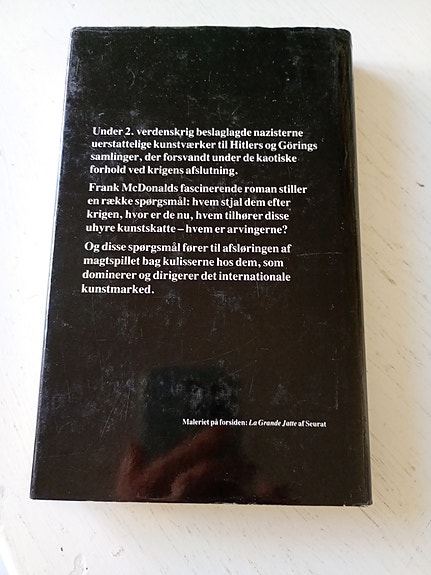 Under 2. verdenskrig beslaglagde nazisterne
uerstattelige kunstværker til Hitlers og Görings
samlinger, der forsvandt under de kaotiske
forhold ved krigens afslutning.
Frank McDonalds fascinerende roman stiller
en række spørgsmål: hvem stjal dem efter
krigen, hvor er de nu, hvem tilhører disse
uhyre kunstskatte – hvem er arvingerne?
Og disse spørgsmål fører til afsløringen af
magtspillet bag kulisserne hos dem, som
dominerer og dirigerer det internationale
kunstmarked.
Maleriet på forsiden: La Grande Jatte af Seurat